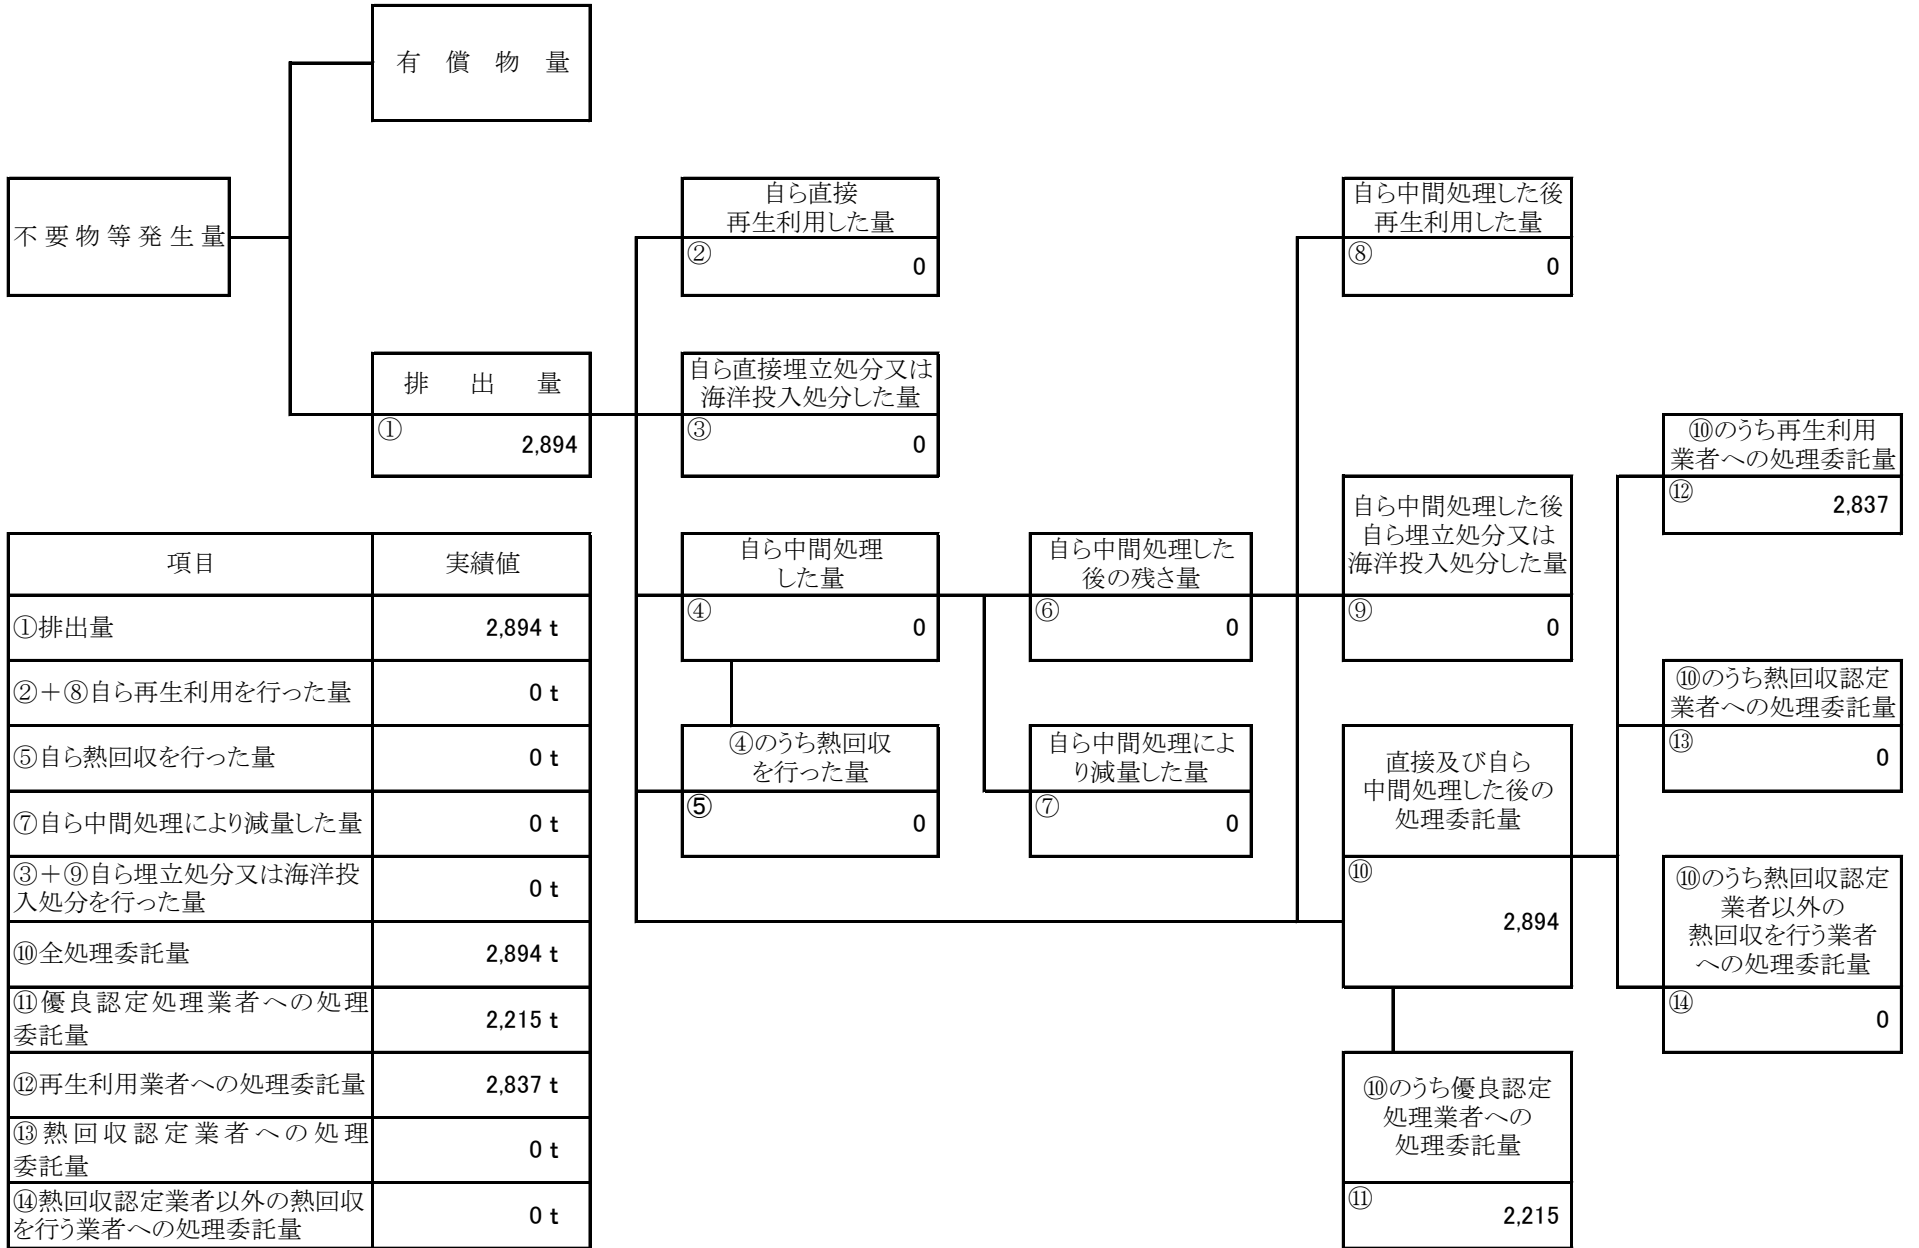 有償物量
不要物等発生量
自ら直接
再生利用した量
②
0
自ら中間処理した後
再生利用した量
⑧
0
排出量
①
2,894
自ら直接埋立処分又は
海洋投入処分した量
③
0
⑩のうち再生利用
業者への処理委託量
⑫
2,837
自ら中間処理した後
自ら埋立処分又は
海洋投入処分した量
⑨
0
自ら中間処理
した量
④
0
自ら中間処理した
後の残さ量
⑥
0
⑩のうち熱回収認定
業者への処理委託量
⑬
0
④のうち熱回収
を行った量
⑤
0
自ら中間処理によ
り減量した量
⑦
0
直接及び自ら
中間処理した後の
処理委託量
⑩
2,894
⑩のうち熱回収認定
業者以外の
熱回収を行う業者
への処理委託量
⑭
0
⑩のうち優良認定
処理業者への
処理委託量
⑪
2,215
項目 実績値
①排出量 2,894 t
②＋⑧自ら再生利用を行った量 0 t
⑤自ら熱回収を行った量 0 t
⑦自ら中間処理により減量した量 0 t
③＋⑨自ら埋立処分又は海洋投
入処分を行った量 0 t
⑩全処理委託量 2,894 t
⑪優良認定処理業者への処理
委託量 2,215 t
⑫再生利用業者への処理委託量 2,837 t
⑬熱回収認定業者への処理
委託量 0 t
⑭熱回収認定業者以外の熱回収
を行う業者への処理委託量 0 t